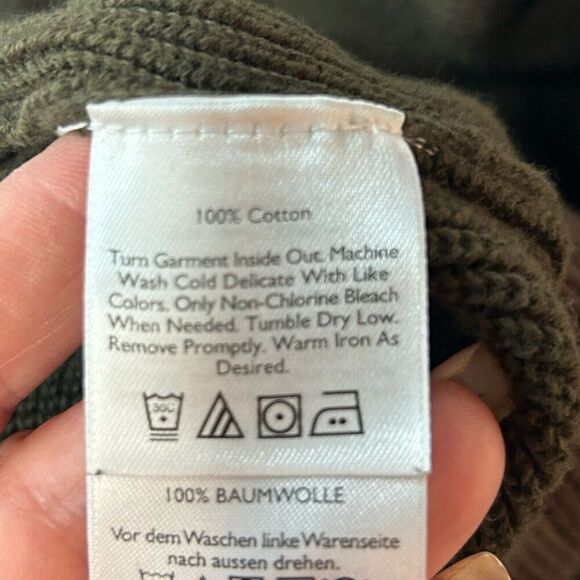 100% Cotton
Turn Garment Inside Out. Machine
Wash Cold Delicate With Like
Colors. Only Non-Chlorine Bleach
When Needed. Tumble Dry Low.
Remove Promptly. Warm Iron As
Desired.
30C
100% BAUMWOLLE
Vor dem Waschen linke Warenseite
nach aussen drehen.